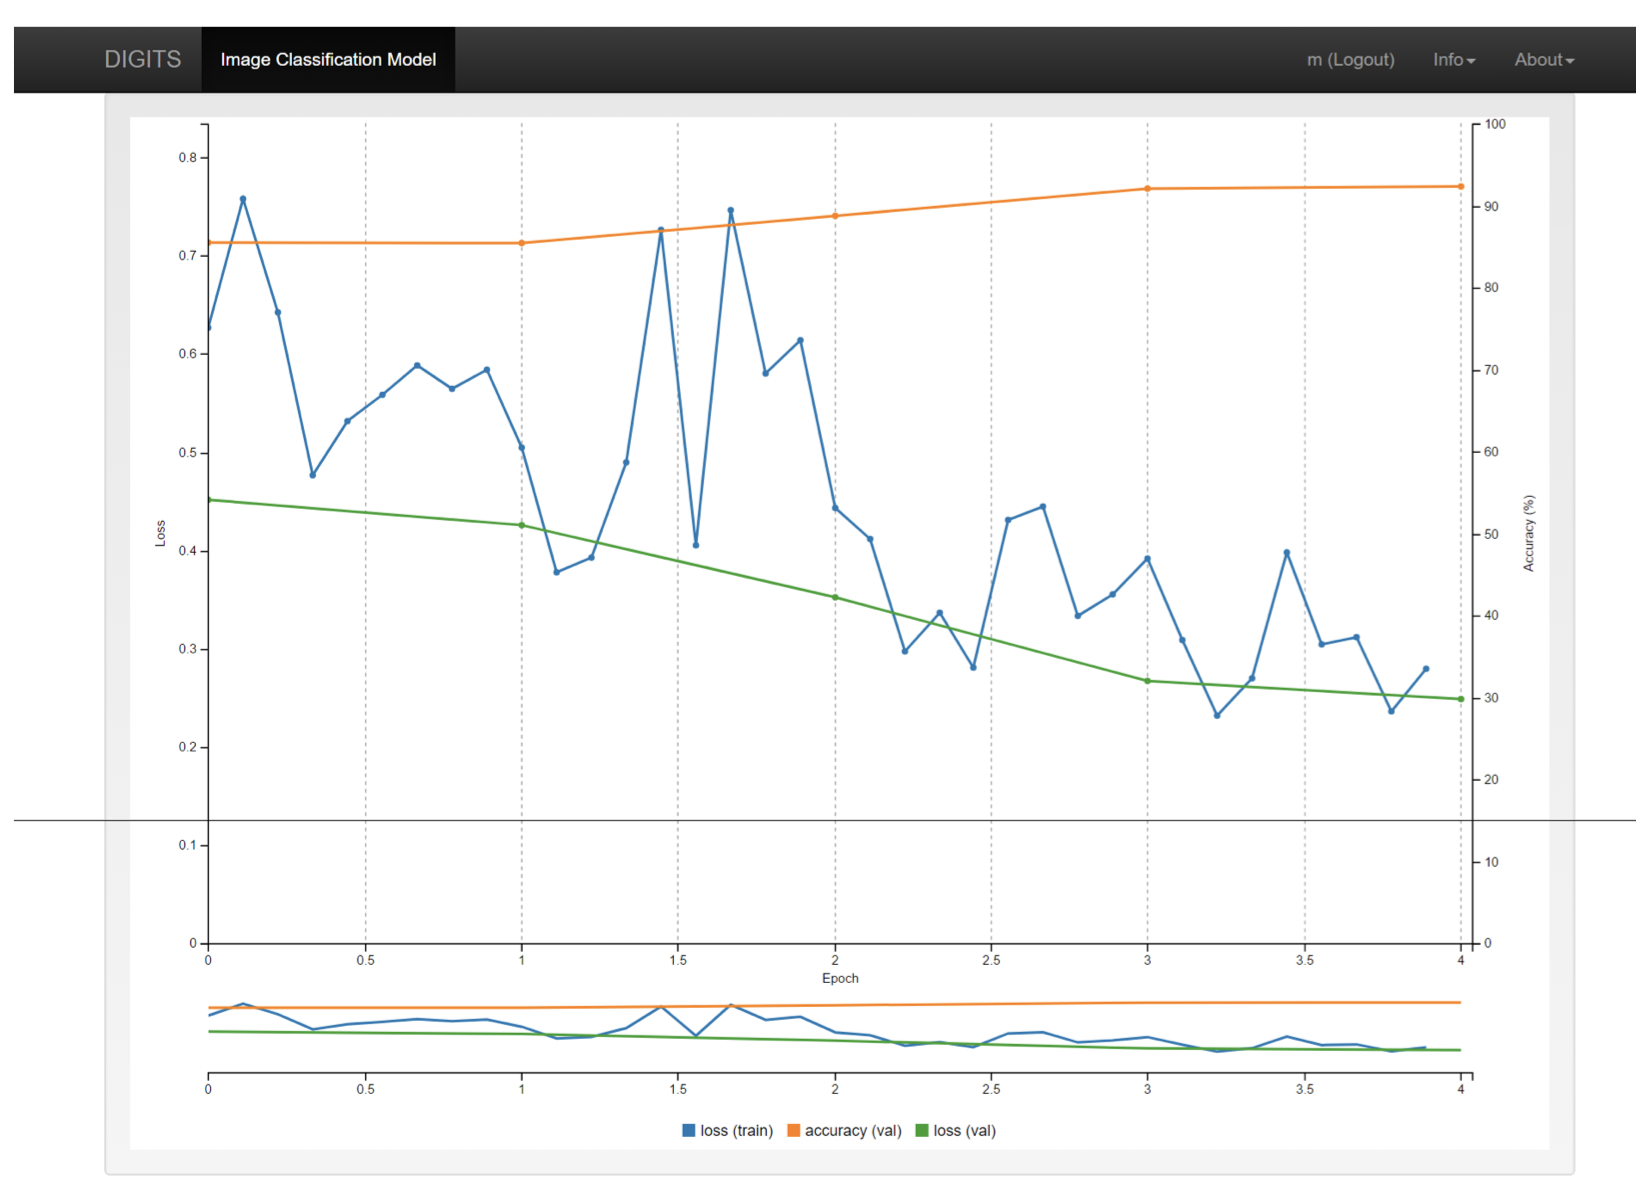 DIGITS Image Classification Model m (Logout) Info About
100
0.8
90
0.7
80
0.6
70
0.5
60
Loss
Accuracy (%)
0.4
50
40
0.3
30
0.2
20
0.1
10
0
0
0 0.5 1 1.5 2 2.5 3 3.5 4
Epoch
0 0.5 1 1.5 2 2.5 3 3.5 4
loss (train) accuracy (val) loss (val)